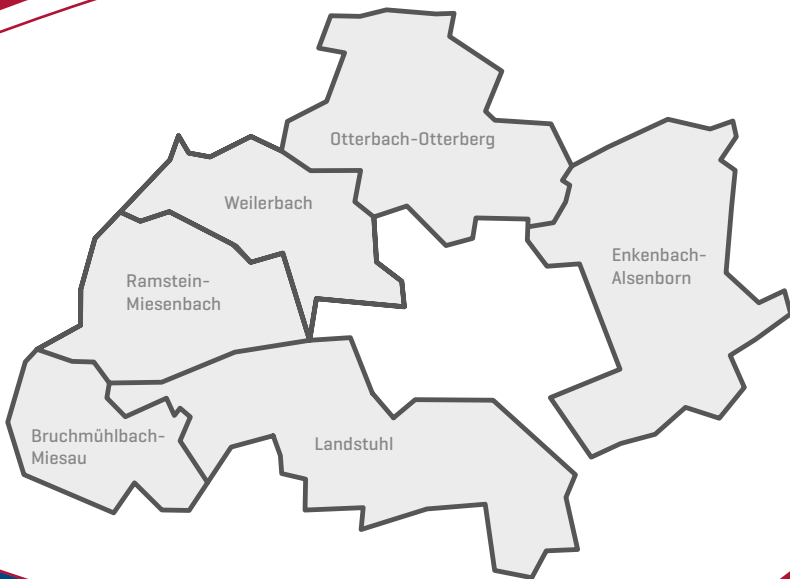 Otterbach-Otterberg
Weilerbach
Enkenbach-
Alsenborn
Ramstein-
Miesenbach
Bruchmühlbach-
Miesau
Landstuhl